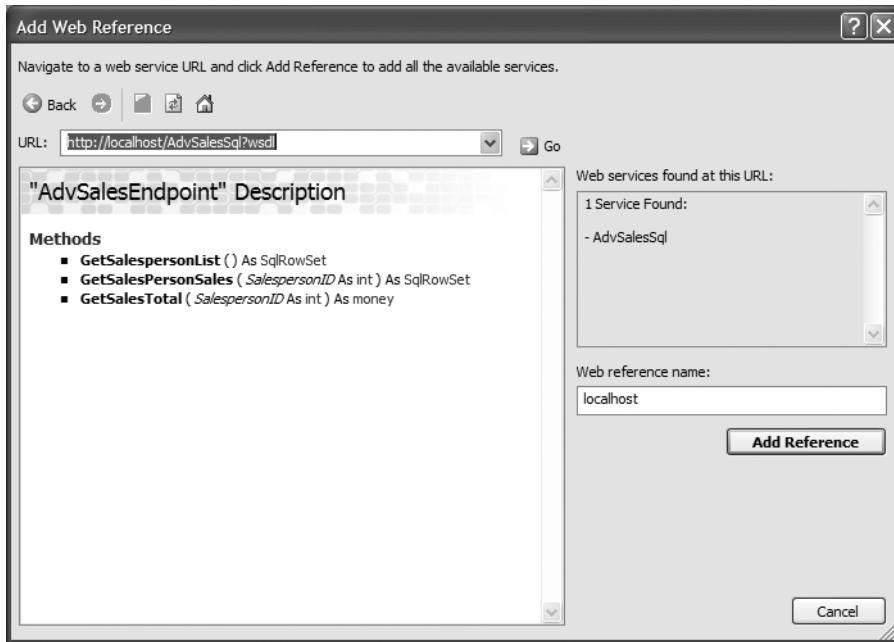 Add Web Reference
Navigate to a web service URL and click Add Reference to add all the available services.
Back
URL: http://localhost/AdvSalesSql?wsdl Go
"AdvSalesEndpoint" Description
Methods
GetSalespersonList () As SqlRowSet
GetSalesPersonSales ( SalespersonID As int ) As SqlRowSet
GetSalesTotal ( SalespersonID As int ) As money
Web services found at this URL:
1 Service Found:
- AdvSalesSql
Web reference name:
localhost
Add Reference
Cancel